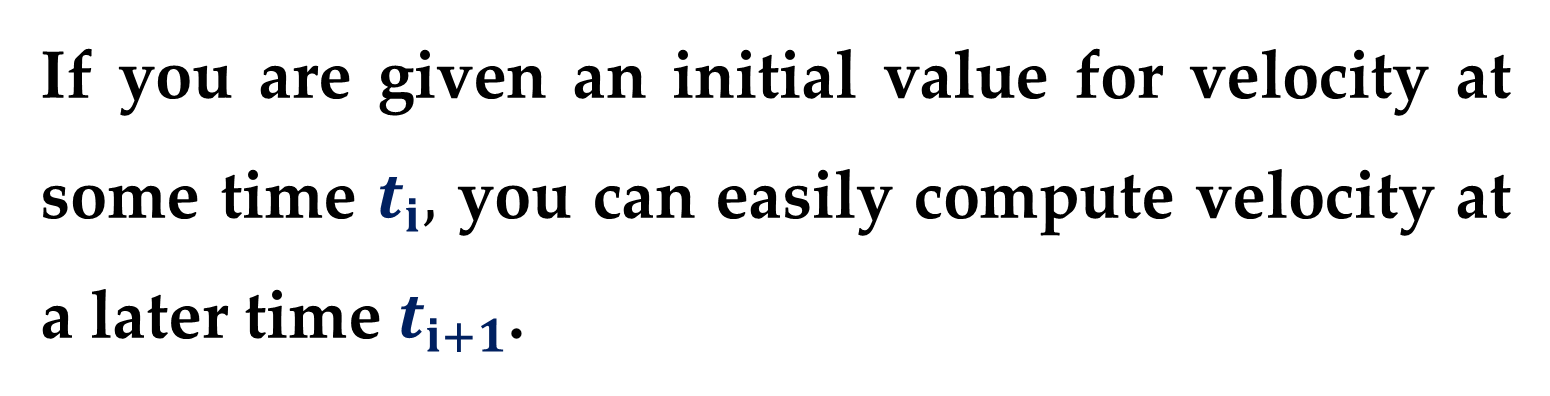 If you are given an initial value for velocity at
some time tᵢ, you can easily compute velocity at
a later time tᵢ₊₁.